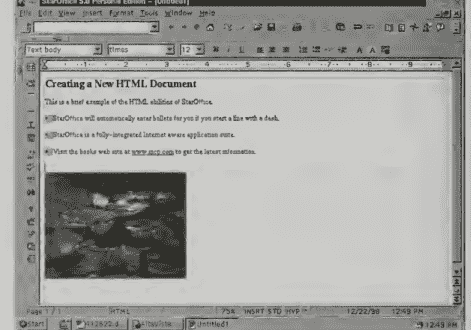 StarOffice 5.0 Personal Edition - [Untitled1]
File Edit View Insert Format Tools Window Help
Text body Times 12
Creating a New HTML Document
This is a brief example of the HTML abilities of StarOffice.
StarOffice will automatically enter bullets for you if you start a line with a dash.
StarOffice is a fully-integrated Internet aware application suite.
Visit the books web site at www.mcp.com to get the latest information.
Page 1 / 1 HTML 75% INSRT STD HYP 12/22/98 12:49 PM
Start Untitled1 12:49 PM